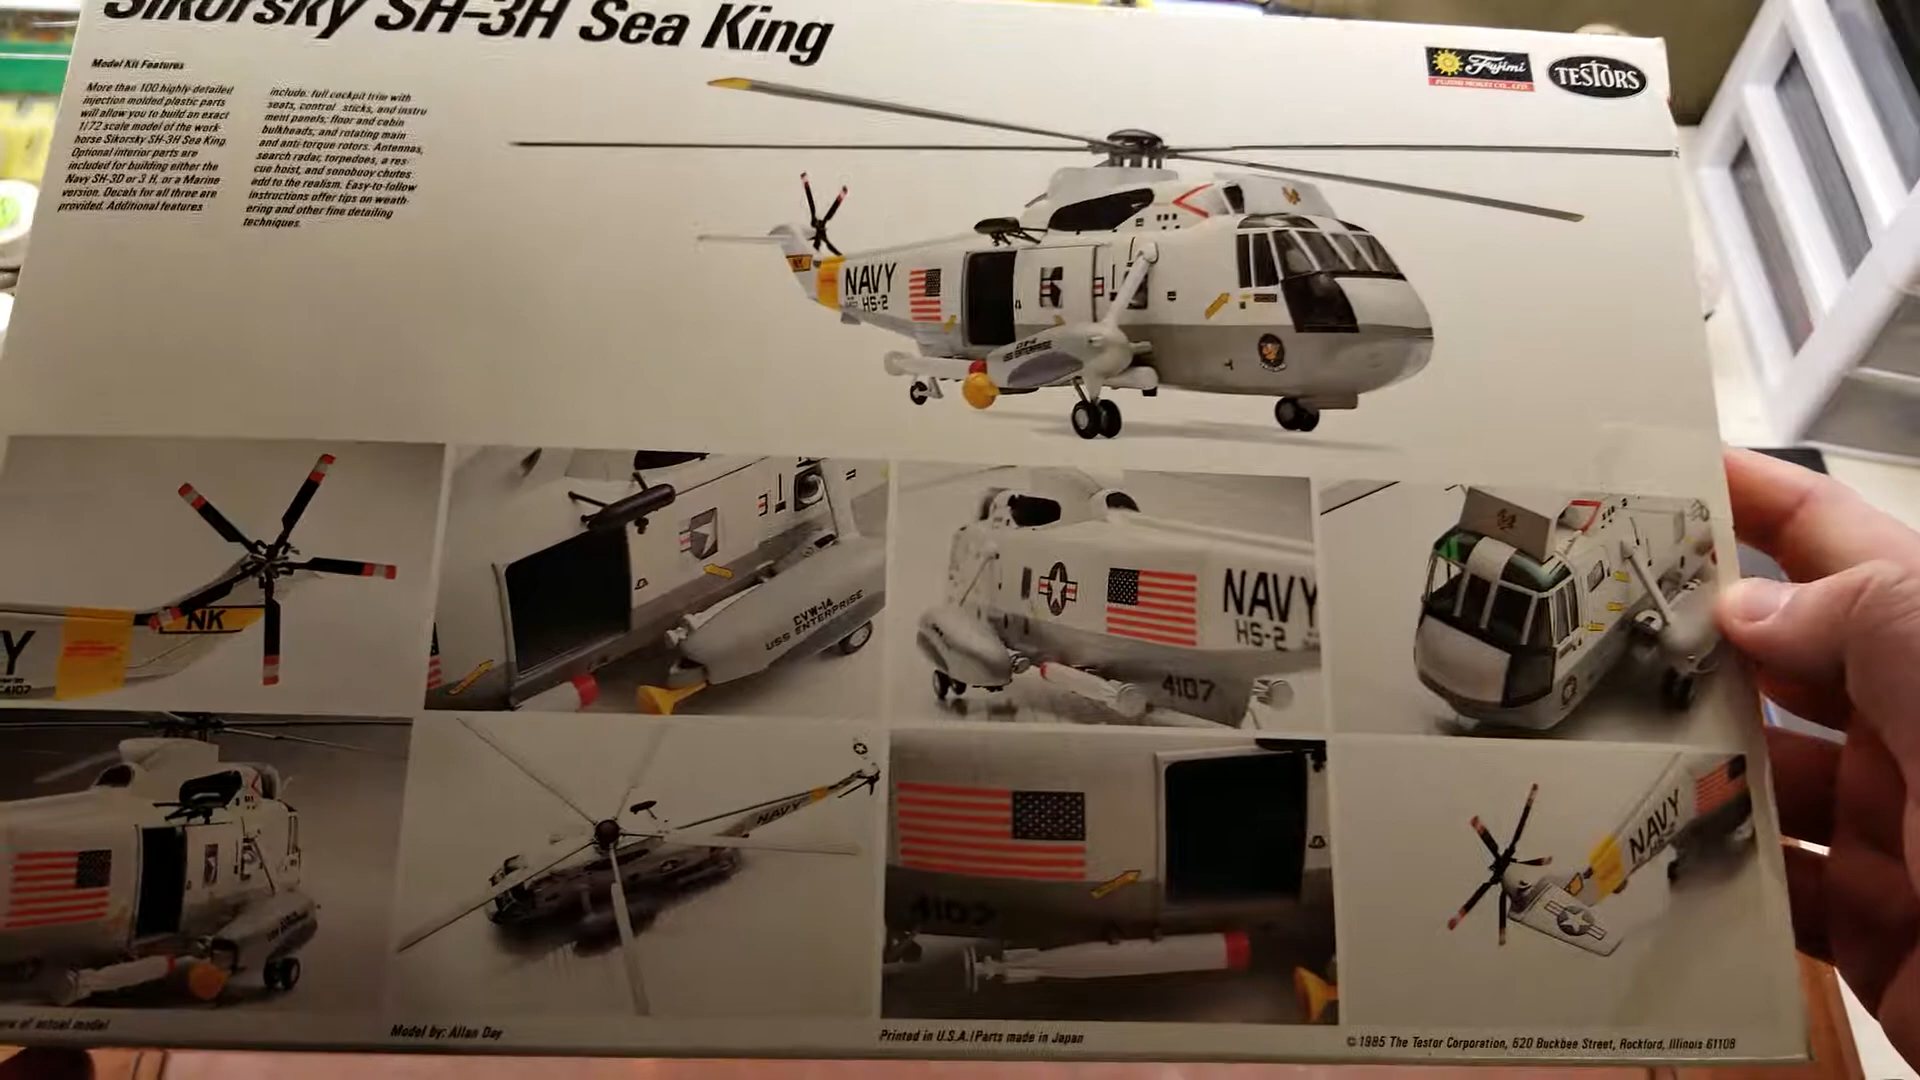 Sikorsky SH-3H Sea King
Model Kit Features
More than 100 highly-detailed
injection molded plastic parts
will allow you to build an exact
1/72 scale model of the work-
horse Sikorsky SH-3H Sea King.
Optional interior parts are
included for building either the
Navy SH-3D or 3 H, or a Marine
version. Decals for all three are
provided. Additional features
include: full cockpit trim with
seats, control sticks, and instru
ment panels; floor and cabin
bulkheads; and rotating main
and anti-torque rotors. Antennas,
search radar, torpedoes, a res-
cue hoist, and sonobuoy chutes
add to the realism. Easy-to-follow
instructions offer tips on weath-
ering and other fine detailing
techniques.
Fujimi
FUJIMI MOKEI CO., LTD.
TESTORS
NK
NAVY
HS-2
USS ENTERPRISE
Y
NK
4107
CVW-14
USS ENTERPRISE
NAVY
HS-2
4107
NAVY
4107
NAVY
of actual model
Model by: Allan Day
Printed in U.S.A./Parts made in Japan
© 1985 The Testor Corporation, 620 Buckbee Street, Rockford, Illinois 61108